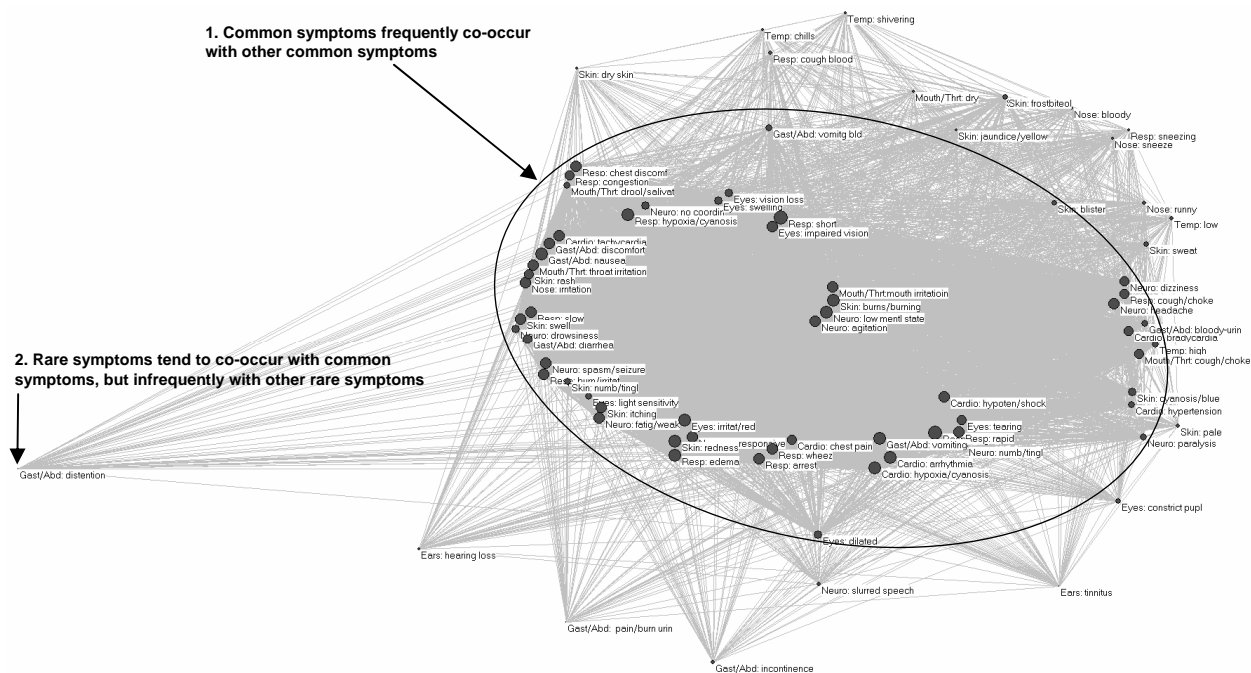 1. Common symptoms frequently co-occur
with other common symptoms
2. Rare symptoms tend to co-occur with common
symptoms, but infrequently with other rare symptoms
Temp: shivering
Temp: chills
Resp: cough blood
Skin: dry skin
Mouth/Thrt: dry
Skin: frostbiteol
Nose: bloody
Gast/Abd: vomitg bld
Skin: jaundice/yellow
Resp: sneezing
Nose: sneeze
Resp: chest discomf
Resp: congestion
Mouth/Thrt: drool/salivat
Eyes: vision loss
Eyes: swelling
Neuro: no coordin
Resp: hypoxia/cyanosis
Resp: short
Eyes: impaired vision
Skin: blister
Nose: runny
Temp: low
Cardio: tachycardia
Gast/Abd: discomfort
Gast/Abd: nausea
Mouth/Thrt: throat irritation
Skin: rash
Nose: irritation
Skin: sweat
Neuro: dizziness
Resp: cough/choke
Neuro: headache
Mouth/Thrt:mouth irritatioin
Skin: burns/burning
Neuro: low mentl state
Neuro: agitation
Resp: slow
Skin: swell
Neuro: drowsiness
Gast/Abd: diarrhea
Gast/Abd: bloody-urin
Cardio: bradycardia
Temp: high
Mouth/Thrt: cough/choke
Neuro: spasm/seizure
Resp: burn/irritat
Skin: numb/tingl
Eyes: light sensitivity
Skin: itching
Neuro: fatig/weak
Eyes: irritat/red
Cardio: hypoten/shock
Skin: cyanosis/blue
Cardio: hypertension
Skin: pale
Neuro: paralysis
Eyes: tearing
Resp: rapid
Neuro: numb/tingl
responsive
Skin: redness
Resp: edema
Cardio: chest pain
Resp: wheez
Resp: arrest
Gast/Abd: vomiting
Cardio: arrhythmia
Cardio: hypoxia/cyanosis
Gast/Abd: distention
Eyes: constrict pupl
Eyes: dilated
Ears: hearing loss
Neuro: slurred speech
Ears: tinnitus
Gast/Abd: pain/burn urin
Gast/Abd: incontinence